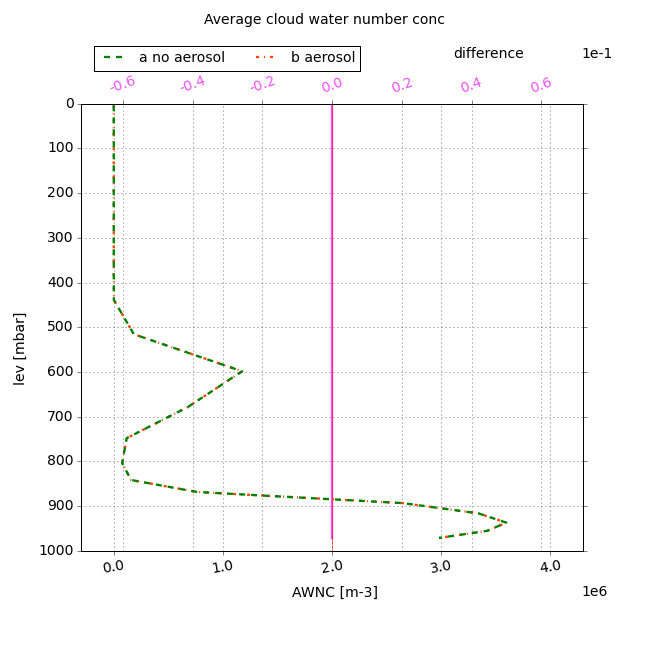 Average cloud water number conc
a no aerosol b aerosol difference 1e-1
-0.6 -0.4 -0.2 0.0 0.2 0.4 0.6
0
100
200
300
400
500
600
700
800
900
1000
lev [mbar]
0.0 1.0 2.0 3.0 4.0
AWNC [m-3] 1e6